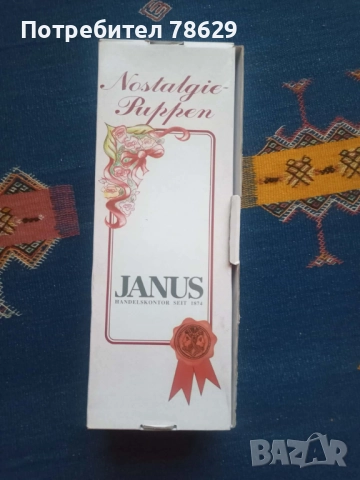 Потребител 78629
Nostalgie-
Puppen
JANUS
HANDELSKONTOR SEIT 1874
BAZAR